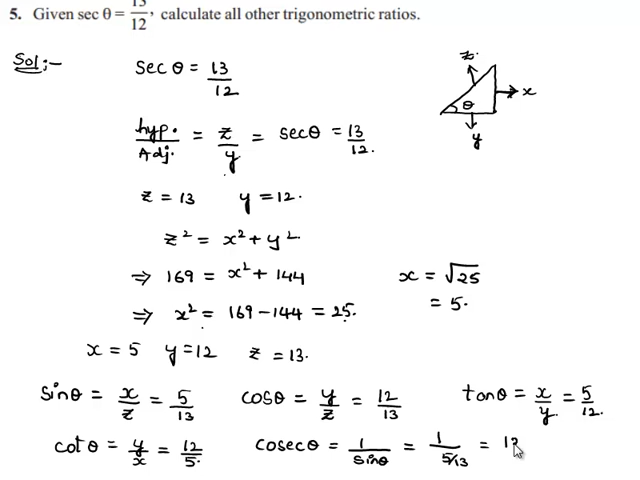 5. Given sec θ = 13/12, calculate all other trigonometric ratios.
Sol:-
sec θ = 13/12
z
x
θ
y
hyp./Adj. = z/y = secθ = 13/12.
z = 13 y = 12.
z² = x² + y²
⇒ 169 = x² + 144
x = √25
⇒ x² = 169 - 144 = 25.
= 5.
x = 5 y = 12 z = 13.
sinθ = x/z = 5/13 cosθ = y/z = 12/13 tanθ = x/y = 5/12.
cotθ = y/x = 12/5. cosecθ = 1/sinθ = 1/5/13 = 13